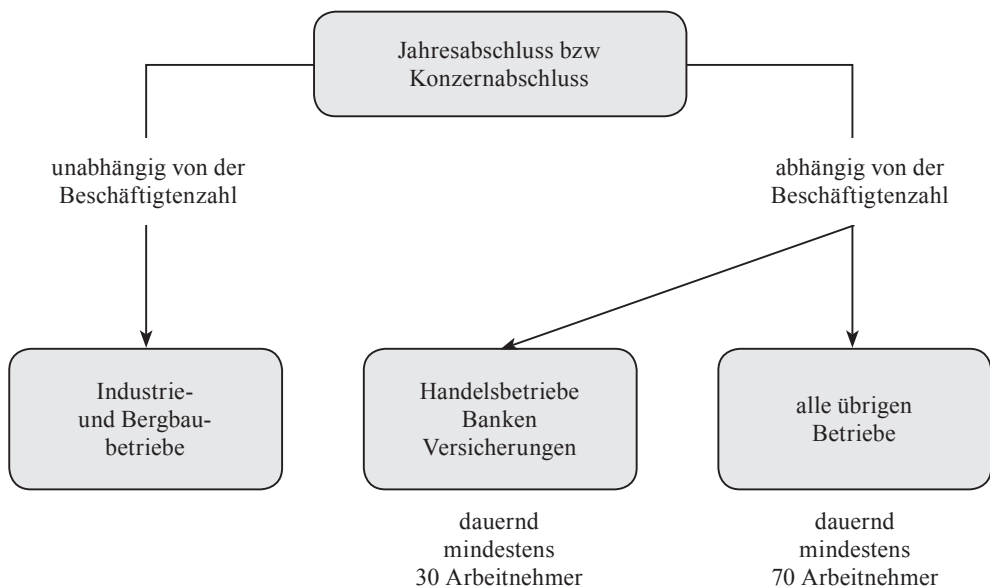 Jahresabschluss bzw
Konzernabschluss
unabhängig von der
Beschäftigtenzahl
abhängig von der
Beschäftigtenzahl
Industrie-
und Bergbau-
betriebe
Handelsbetriebe
Banken
Versicherungen
alle übrigen
Betriebe
dauernd
mindestens
30 Arbeitnehmer
dauernd
mindestens
70 Arbeitnehmer